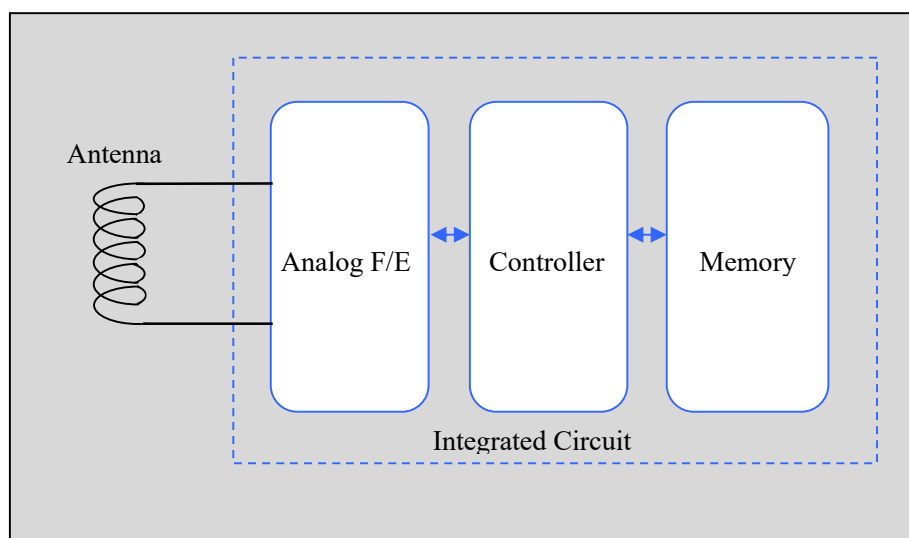 Antenna
Analog F/E
Controller
Memory
Integrated Circuit